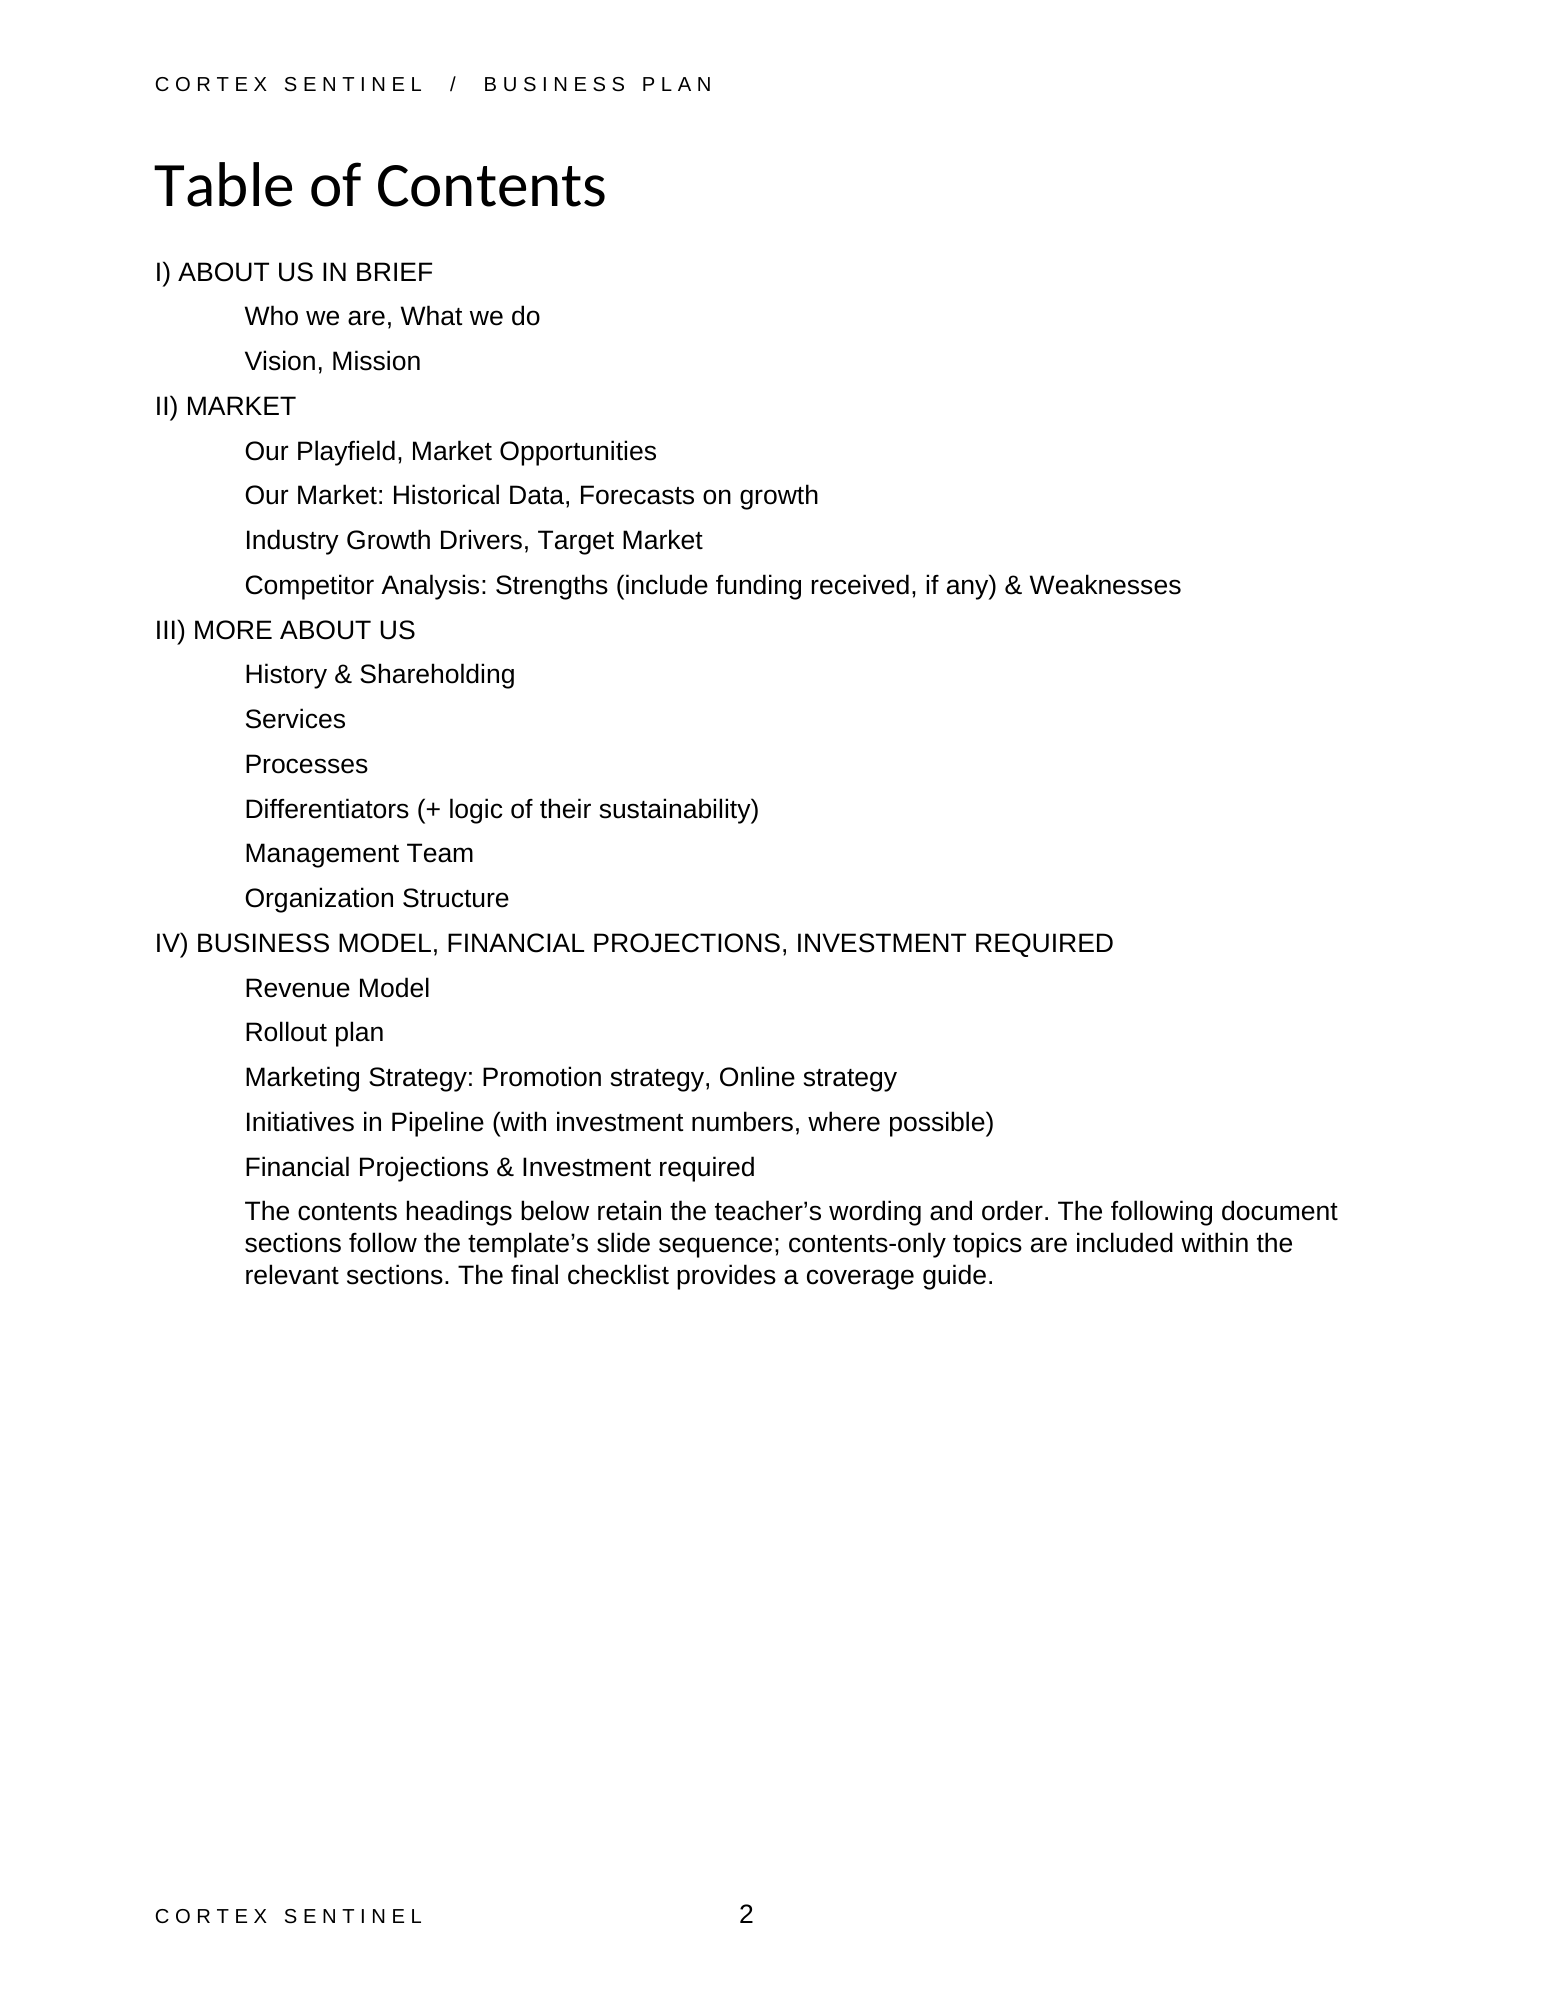 CORTEX SENTINEL / BUSINESS PLAN
Table of Contents
I) ABOUT US IN BRIEF
Who we are, What we do
Vision, Mission
II) MARKET
Our Playfield, Market Opportunities
Our Market: Historical Data, Forecasts on growth
Industry Growth Drivers, Target Market
Competitor Analysis: Strengths (include funding received, if any) & Weaknesses
III) MORE ABOUT US
History & Shareholding
Services
Processes
Differentiators (+ logic of their sustainability)
Management Team
Organization Structure
IV) BUSINESS MODEL, FINANCIAL PROJECTIONS, INVESTMENT REQUIRED
Revenue Model
Rollout plan
Marketing Strategy: Promotion strategy, Online strategy
Initiatives in Pipeline (with investment numbers, where possible)
Financial Projections & Investment required
The contents headings below retain the teacher’s wording and order. The following document
sections follow the template’s slide sequence; contents-only topics are included within the
relevant sections. The final checklist provides a coverage guide.
CORTEX SENTINEL 2